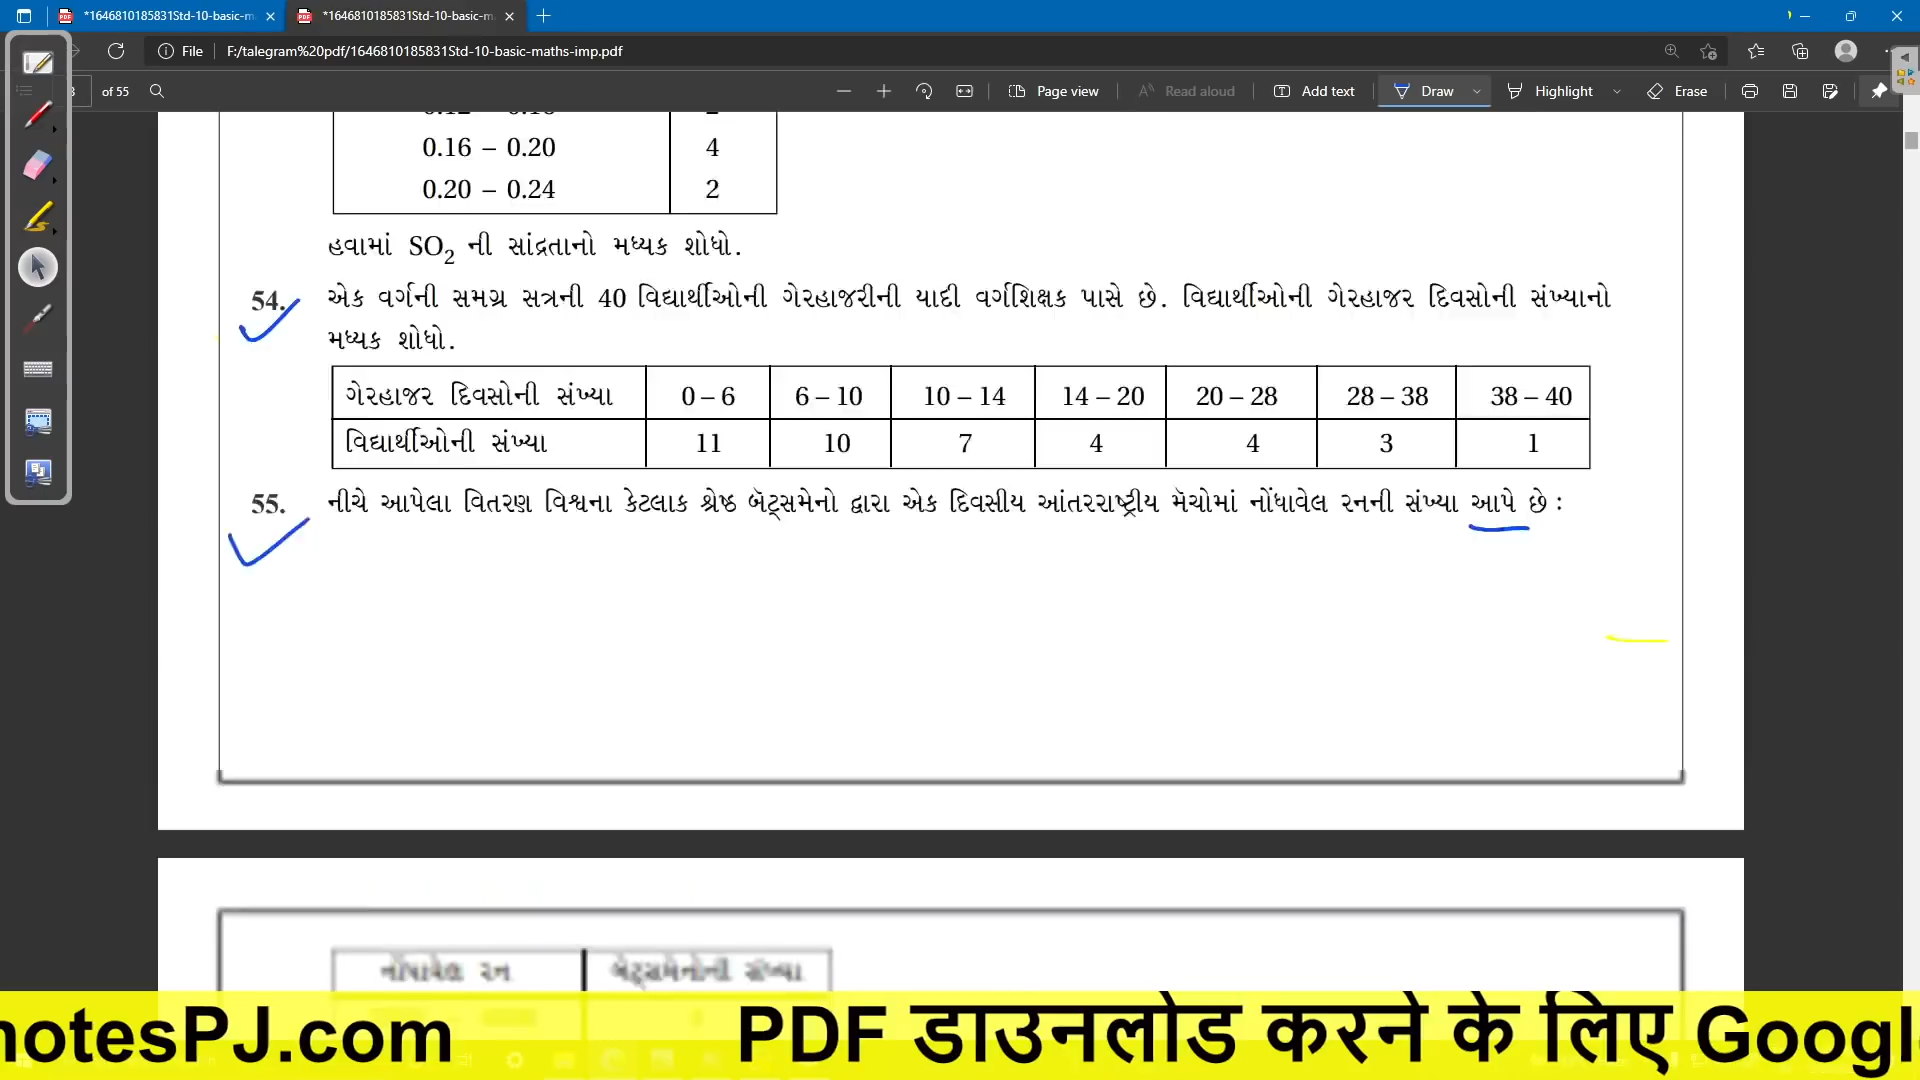 *1646810185831Std-10-basic-m
*1646810185831Std-10-basic-m
File F:/talegram%20pdf/1646810185831Std-10-basic-maths-imp.pdf
3 of 55 Page view Read aloud Add text Draw Highlight Erase
0.16 – 0.20 4
0.20 – 0.24 2
હવામાં SO2 ની સાંદ્રતાનો મધ્યક શોધો.
54. એક વર્ગની સમગ્ર સત્રની 40 વિદ્યાર્થીઓની ગેરહાજરીની યાદી વર્ગશિક્ષક પાસે છે. વિદ્યાર્થીઓની ગેરહાજર દિવસોની સંખ્યાનો
મધ્યક શોધો.
ગેરહાજર દિવસોની સંખ્યા 0 – 6 6 – 10 10 – 14 14 – 20 20 – 28 28 – 38 38 – 40
વિદ્યાર્થીઓની સંખ્યા 11 10 7 4 4 3 1
55. નીચે આપેલા વિતરણ વિશ્વના કેટલાક શ્રેષ્ઠ બૅટ્સમેનો દ્વારા એક દિવસીય આંતરરાષ્ટ્રીય મૅચોમાં નોંધાવેલ રનની સંખ્યા આપે છે :
નોંધાવેલ રન બેટ્સમેનોની સંખ્યા
notesPJ.com PDF डाउनलोड करने के लिए Googl